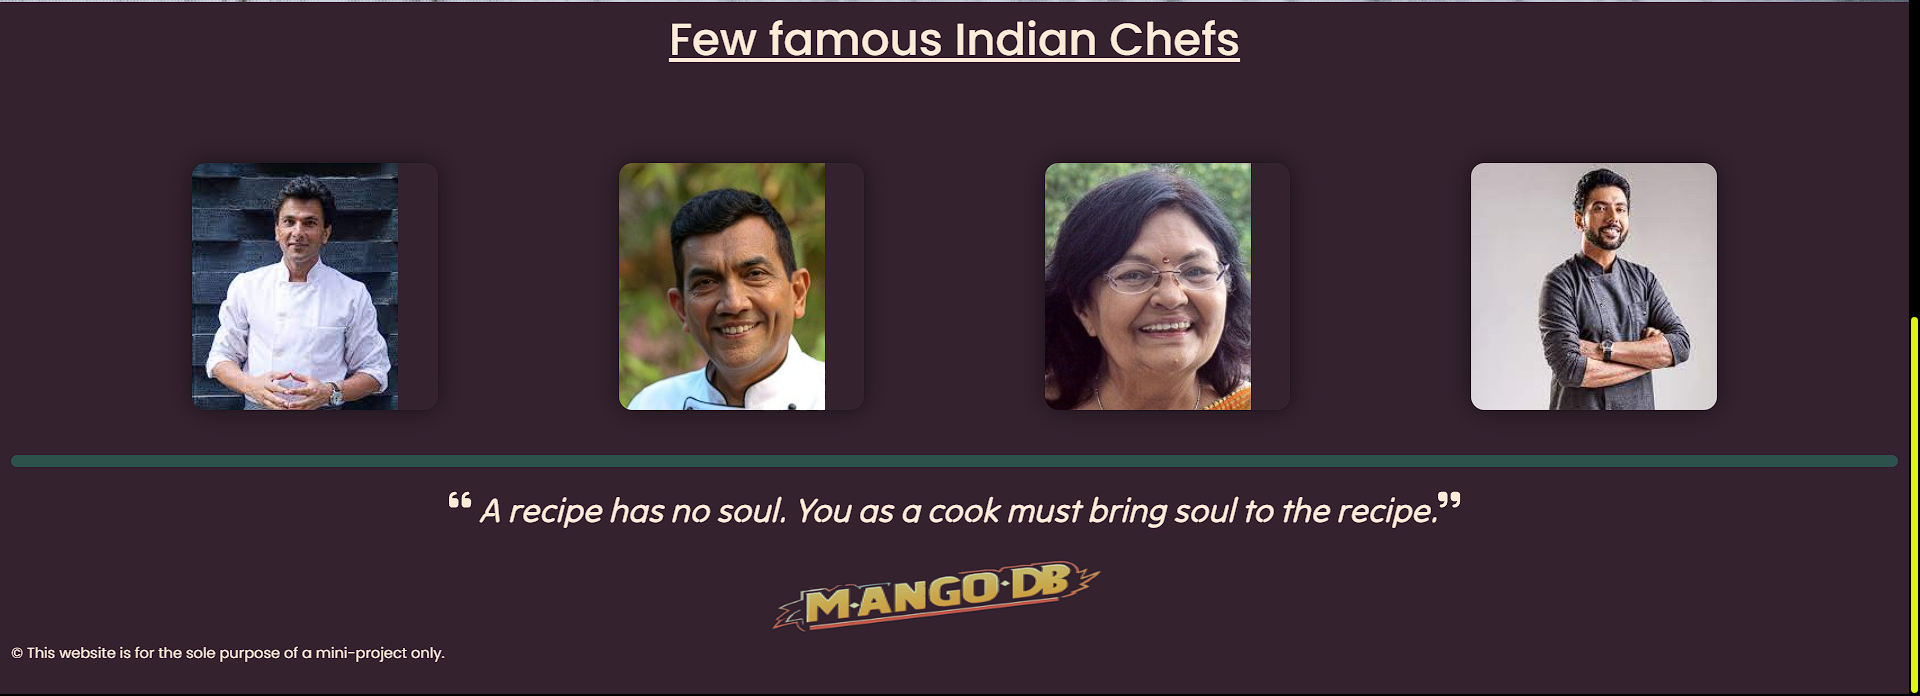 Few famous Indian Chefs
“ A recipe has no soul. You as a cook must bring soul to the recipe.”
M·ANGO·DB
© This website is for the sole purpose of a mini-project only.